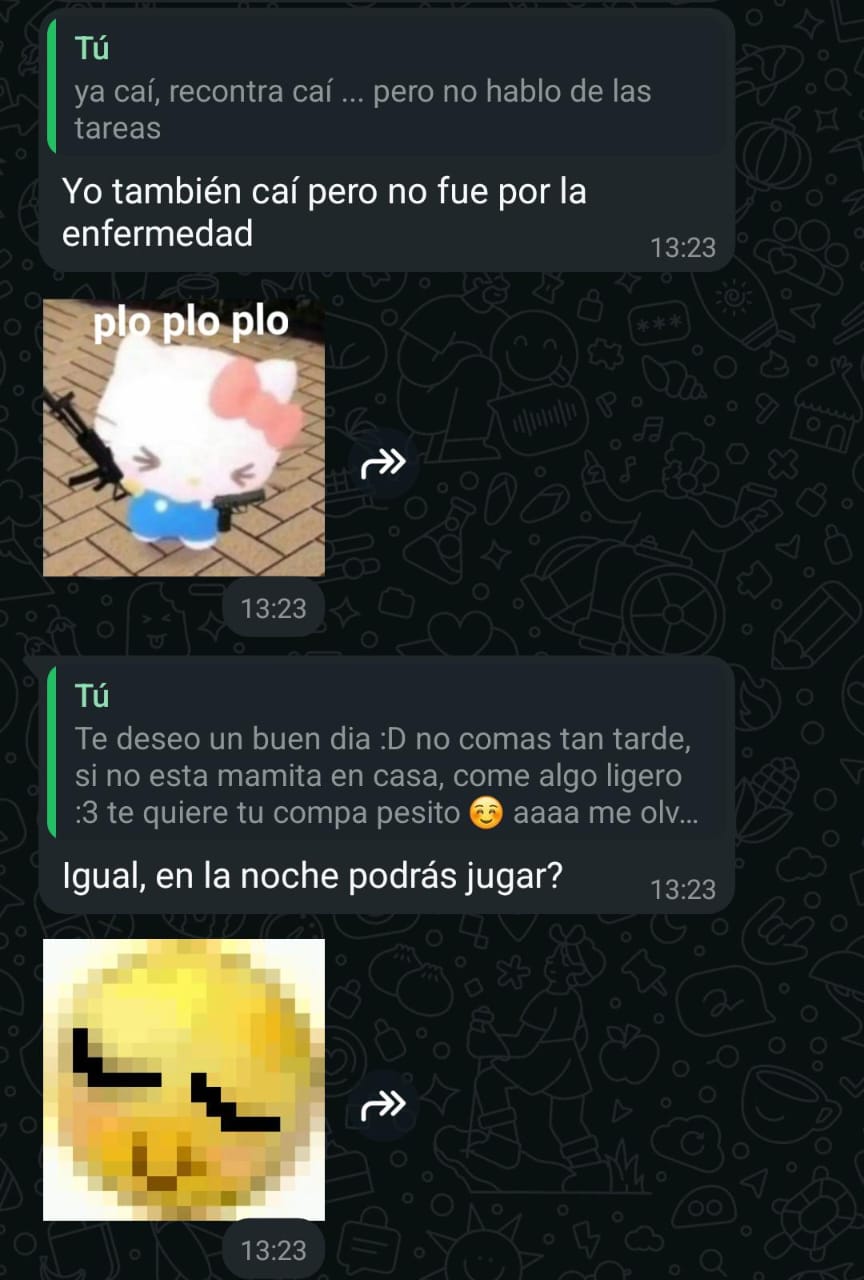 Tú
ya caí, recontra caí ... pero no hablo de las
tareas
Yo también caí pero no fue por la
enfermedad
13:23
plo plo plo
13:23
Tú
Te deseo un buen dia :D no comas tan tarde,
si no esta mamita en casa, come algo ligero
:3 te quiere tu compa pesito ☺️ aaaa me olv...
Igual, en la noche podrás jugar?
13:23
13:23